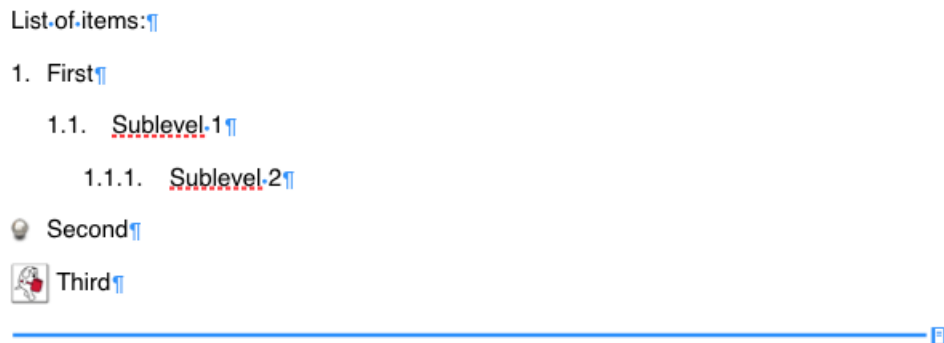 List of items:
1. First
1.1. Sublevel 1
1.1.1. Sublevel 2
Second
Third